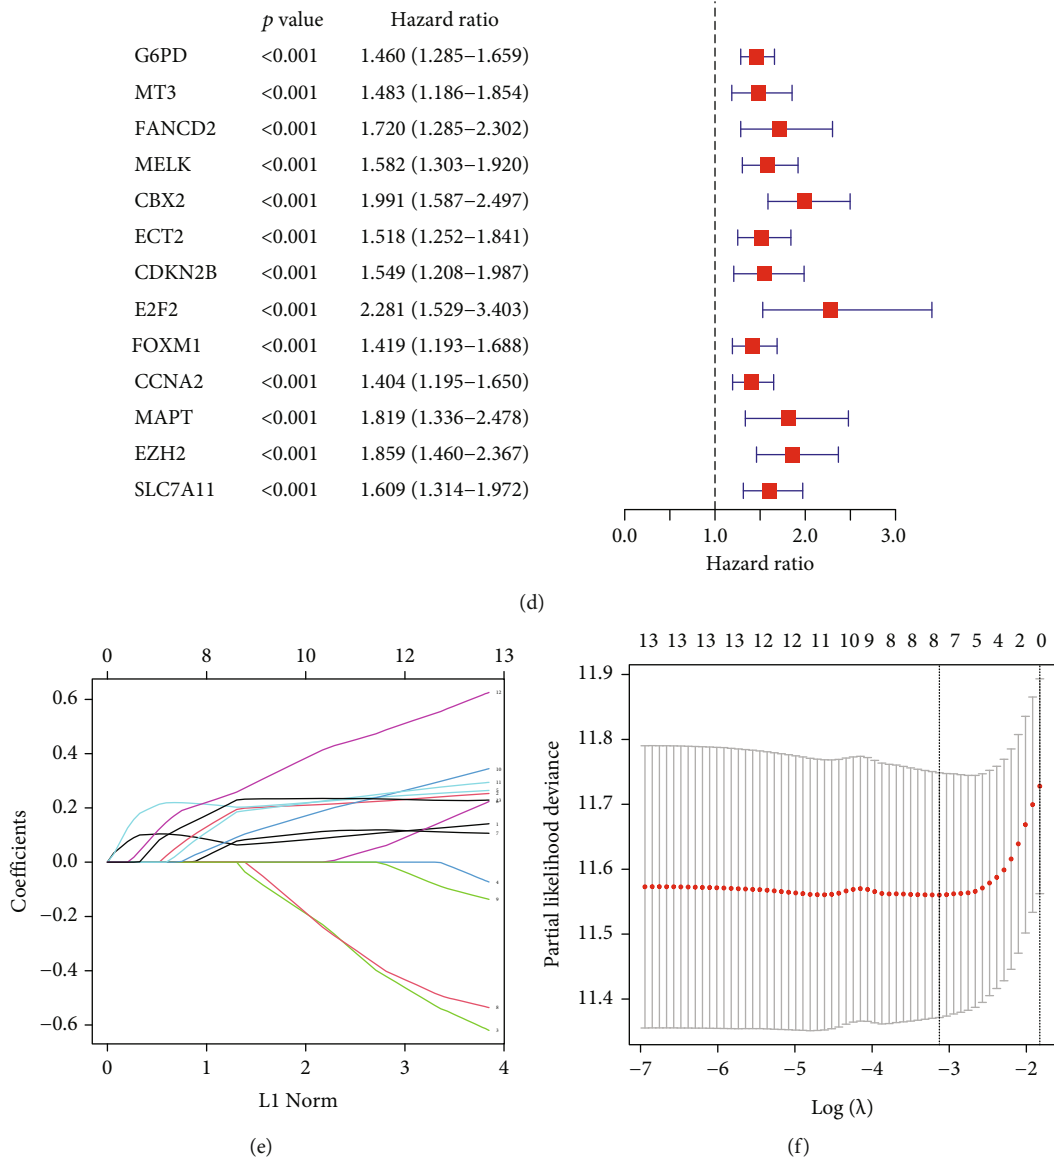 p value Hazard ratio
G6PD <0.001 1.460 (1.285−1.659)
MT3 <0.001 1.483 (1.186−1.854)
FANCD2 <0.001 1.720 (1.285−2.302)
MELK <0.001 1.582 (1.303−1.920)
CBX2 <0.001 1.991 (1.587−2.497)
ECT2 <0.001 1.518 (1.252−1.841)
CDKN2B <0.001 1.549 (1.208−1.987)
E2F2 <0.001 2.281 (1.529−3.403)
FOXM1 <0.001 1.419 (1.193−1.688)
CCNA2 <0.001 1.404 (1.195−1.650)
MAPT <0.001 1.819 (1.336−2.478)
EZH2 <0.001 1.859 (1.460−2.367)
SLC7A11 <0.001 1.609 (1.314−1.972)
0.0 1.0 2.0 3.0
Hazard ratio
(d)
0 8 8 11 12 13
0.6
0.4
0.2
0.0
−0.2
−0.4
−0.6
Coefficients
12
10
11
1
7
4
8
0 1 2 3 4
L1 Norm
(e)
13 13 13 13 12 12 11 10 9 8 8 8 7 5 4 2 0
11.9
11.8
11.7
11.6
11.5
11.4
Partial likelihood deviance
−7 −6 −5 −4 −3 −2
Log (λ)
(f)